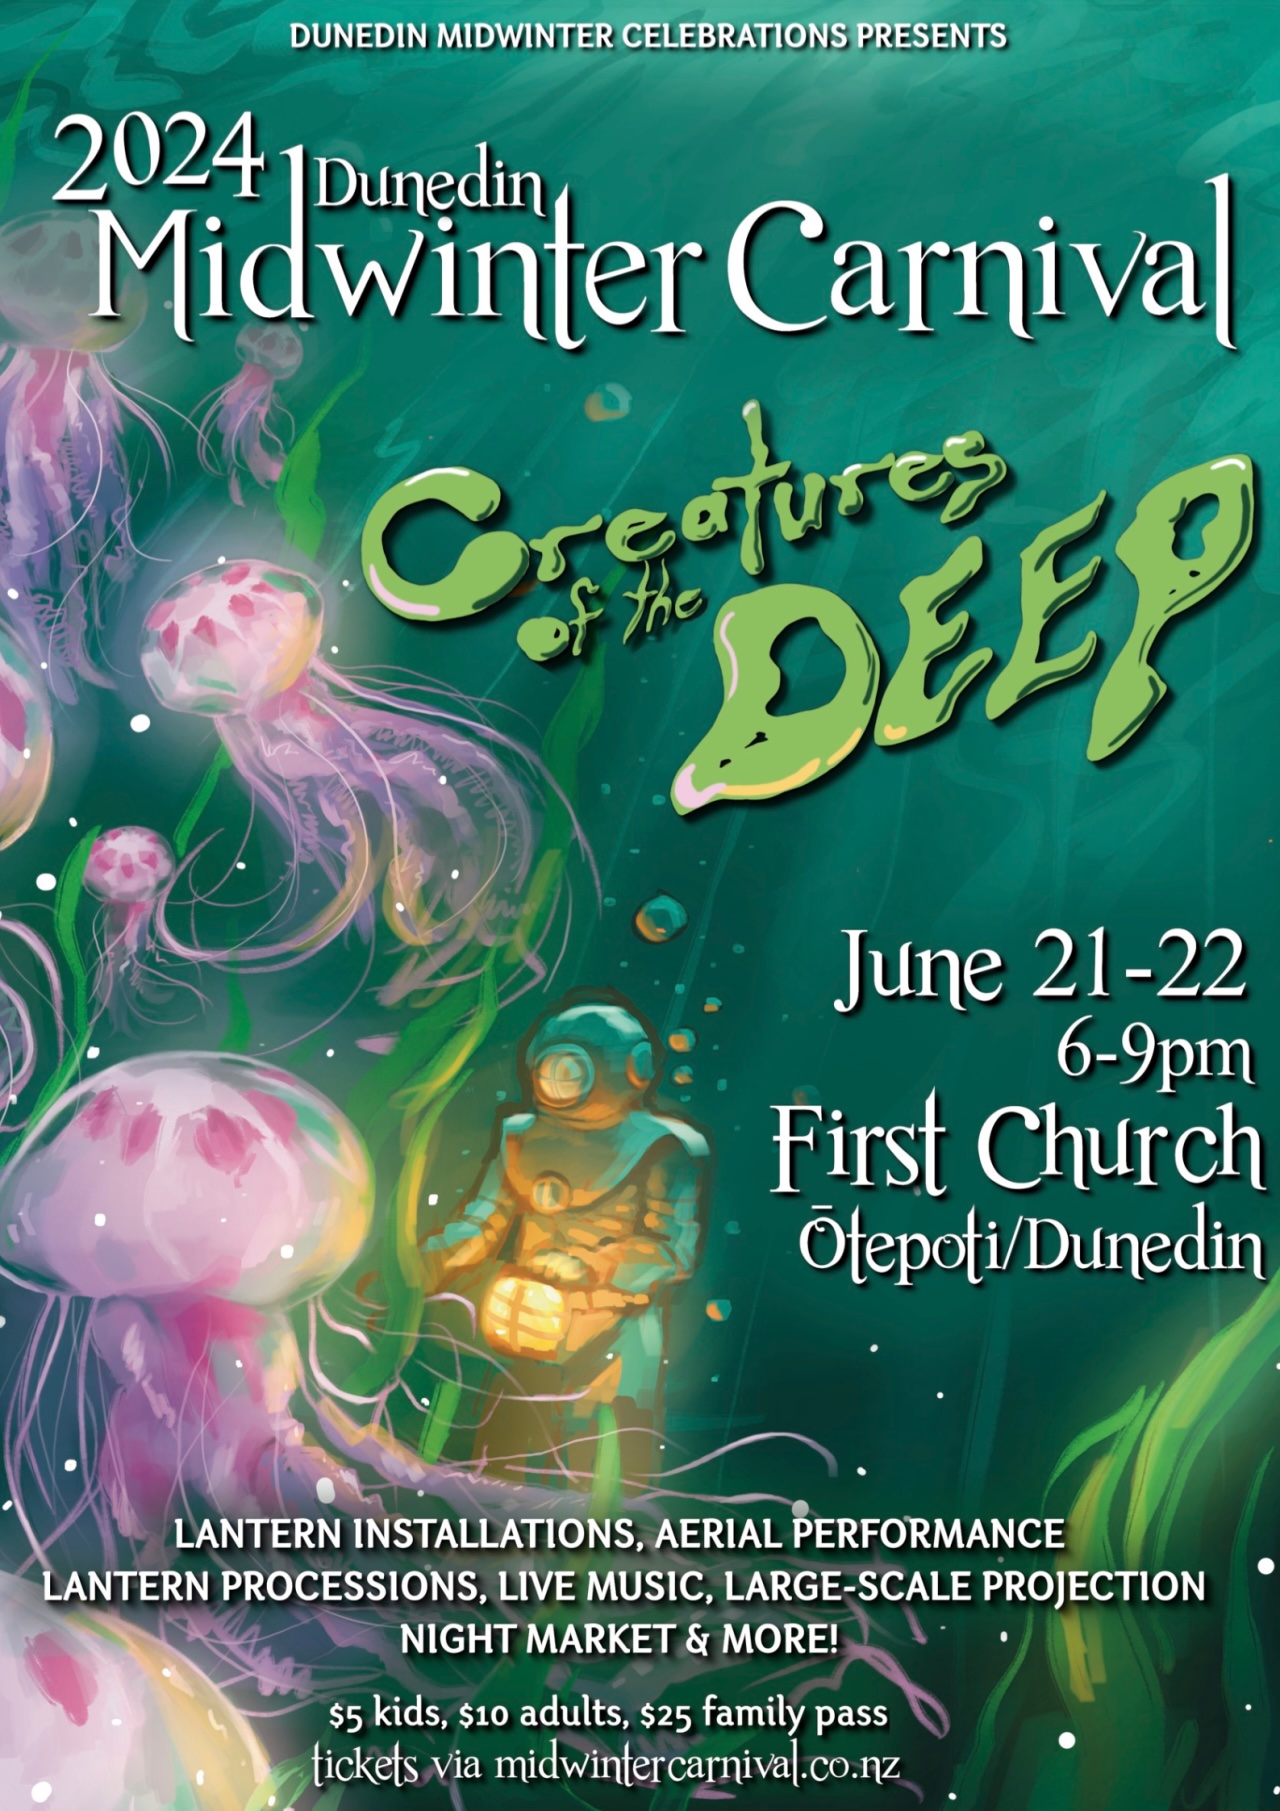 DUNEDIN MIDWINTER CELEBRATIONS PRESENTS
2024 Dunedin
Midwinter Carnival
Creatures
of the
DEEP
June 21-22
6-9pm
First Church
Ōtepoti/Dunedin
LANTERN INSTALLATIONS, AERIAL PERFORMANCE
LANTERN PROCESSIONS, LIVE MUSIC, LARGE-SCALE PROJECTION
NIGHT MARKET & MORE!
$5 kids, $10 adults, $25 family pass
tickets via midwintercarnival.co.nz